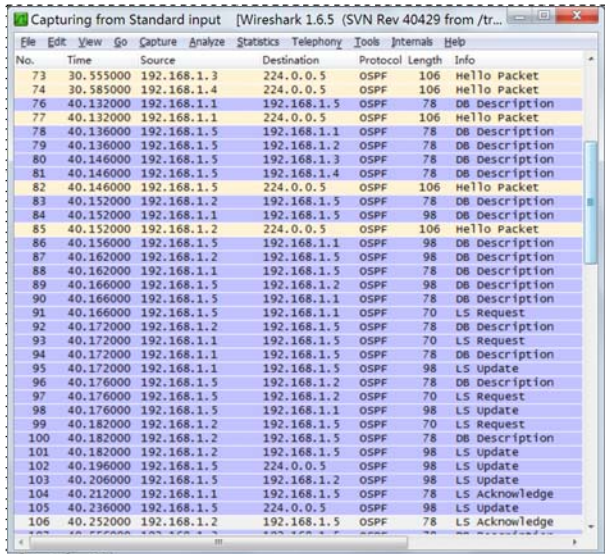 Capturing from Standard input [Wireshark 1.6.5 (SVN Rev 40429 from /tr...
File Edit View Go Capture Analyze Statistics Telephony Tools Internals Help
No. Time Source Destination Protocol Length Info
73 30.555000 192.168.1.3 224.0.0.5 OSPF 106 Hello Packet
74 30.585000 192.168.1.4 224.0.0.5 OSPF 106 Hello Packet
76 40.132000 192.168.1.1 192.168.1.5 OSPF 78 DB Description
77 40.132000 192.168.1.1 224.0.0.5 OSPF 106 Hello Packet
78 40.136000 192.168.1.5 192.168.1.1 OSPF 78 DB Description
79 40.136000 192.168.1.5 192.168.1.2 OSPF 78 DB Description
80 40.146000 192.168.1.5 192.168.1.3 OSPF 78 DB Description
81 40.146000 192.168.1.5 192.168.1.4 OSPF 78 DB Description
82 40.146000 192.168.1.5 224.0.0.5 OSPF 106 Hello Packet
83 40.152000 192.168.1.2 192.168.1.5 OSPF 78 DB Description
84 40.152000 192.168.1.1 192.168.1.5 OSPF 98 DB Description
85 40.152000 192.168.1.2 224.0.0.5 OSPF 106 Hello Packet
86 40.156000 192.168.1.5 192.168.1.1 OSPF 98 DB Description
87 40.162000 192.168.1.2 192.168.1.5 OSPF 98 DB Description
88 40.162000 192.168.1.1 192.168.1.5 OSPF 78 DB Description
89 40.166000 192.168.1.5 192.168.1.2 OSPF 98 DB Description
90 40.166000 192.168.1.5 192.168.1.1 OSPF 78 DB Description
91 40.166000 192.168.1.5 192.168.1.1 OSPF 70 LS Request
92 40.172000 192.168.1.2 192.168.1.5 OSPF 78 DB Description
93 40.172000 192.168.1.1 192.168.1.5 OSPF 70 LS Request
94 40.172000 192.168.1.1 192.168.1.5 OSPF 78 DB Description
95 40.172000 192.168.1.1 192.168.1.5 OSPF 98 LS Update
96 40.176000 192.168.1.5 192.168.1.2 OSPF 78 DB Description
97 40.176000 192.168.1.5 192.168.1.2 OSPF 70 LS Request
98 40.176000 192.168.1.5 192.168.1.1 OSPF 98 LS Update
99 40.182000 192.168.1.2 192.168.1.5 OSPF 70 LS Request
100 40.182000 192.168.1.2 192.168.1.5 OSPF 78 DB Description
101 40.182000 192.168.1.2 192.168.1.5 OSPF 98 LS Update
102 40.196000 192.168.1.5 224.0.0.5 OSPF 98 LS Update
103 40.206000 192.168.1.5 192.168.1.2 OSPF 98 LS Update
104 40.212000 192.168.1.1 192.168.1.5 OSPF 78 LS Acknowledge
105 40.236000 192.168.1.5 224.0.0.5 OSPF 98 LS Update
106 40.252000 192.168.1.2 192.168.1.5 OSPF 78 LS Acknowledge